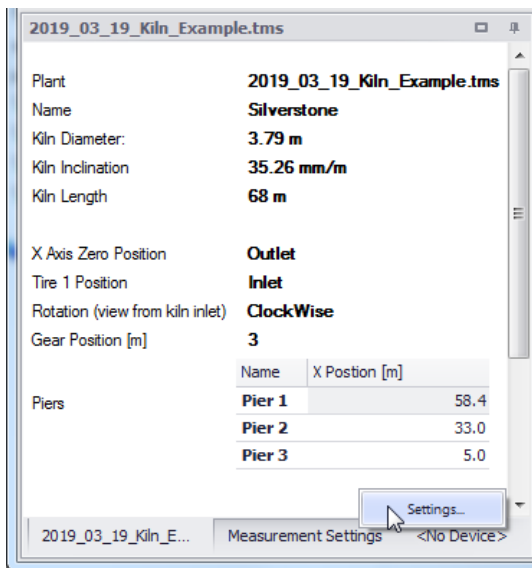 2019_03_19_Kiln_Example.tms
Plant 2019_03_19_Kiln_Example.tms
Name Silverstone
Kiln Diameter: 3.79 m
Kiln Inclination 35.26 mm/m
Kiln Length 68 m
X Axis Zero Position Outlet
Tire 1 Position Inlet
Rotation (view from kiln inlet) ClockWise
Gear Position [m] 3
Name X Postion [m]
Piers Pier 1 58.4
Pier 2 33.0
Pier 3 5.0
Settings...
2019_03_19_Kiln_E... Measurement Settings <No Device>